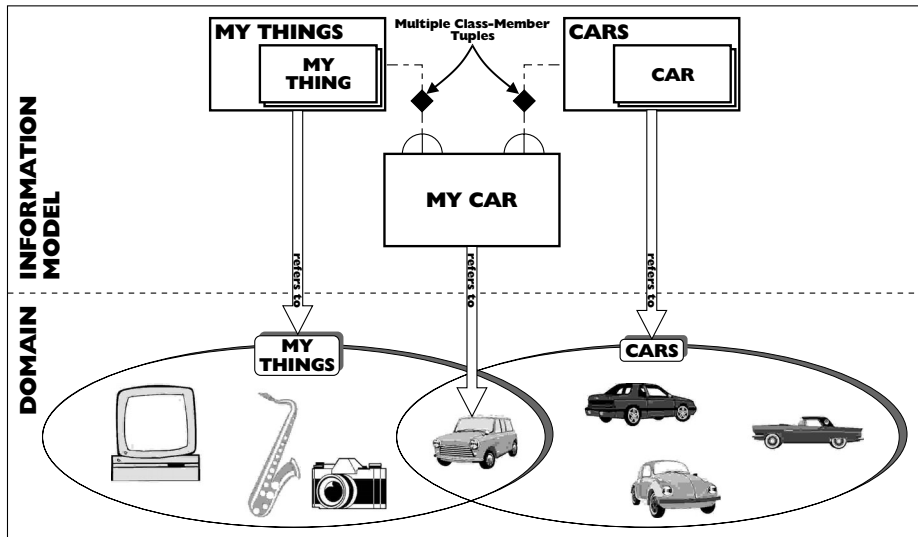 MY THINGS
MY
THING
Multiple Class-Member
Tuples
CARS
CAR
MY CAR
INFORMATION
MODEL
refers to
refers to
refers to
DOMAIN
MY
THINGS
CARS